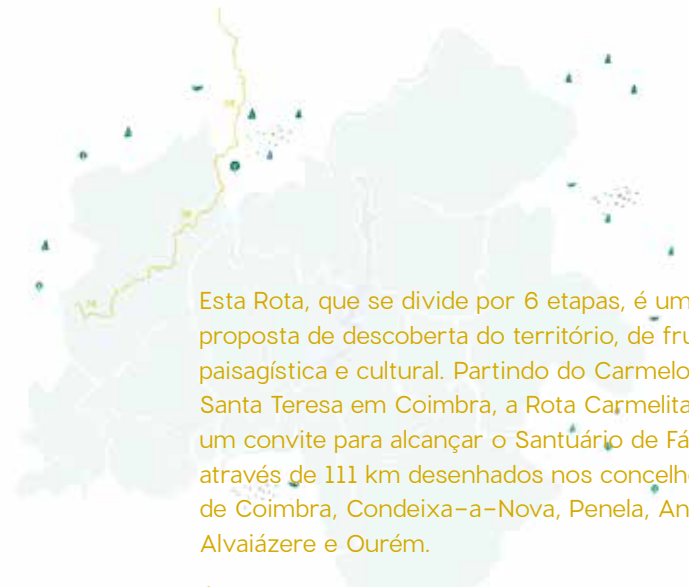 Esta Rota, que se divide por 6 etapas, é um
proposta de descoberta do território, de fru
paisagística e cultural. Partindo do Carmelo
Santa Teresa em Coimbra, a Rota Carmelita
um convite para alcançar o Santuário de Fá
através de 111 km desenhados nos concelh
de Coimbra, Condeixa-a-Nova, Penela, An
Alvaiázere e Ourém.